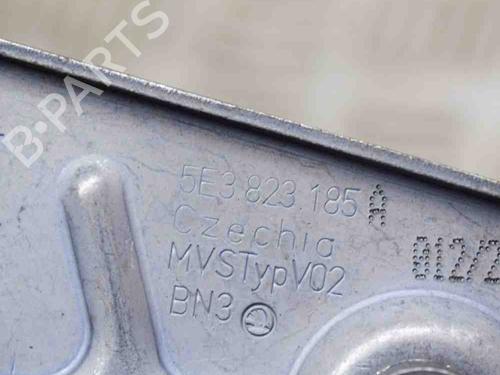 B-PARTS
5E3 823 185 A
Czechia
MVSTypV02
BN3